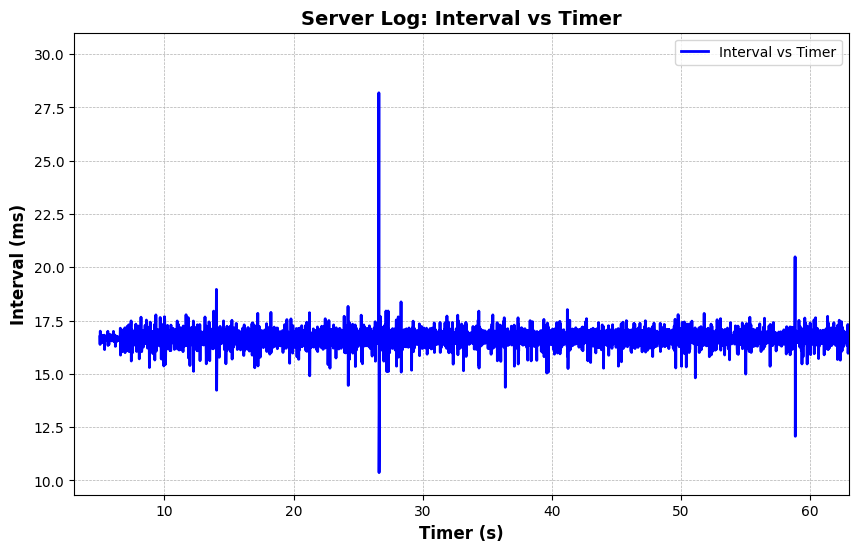 Server Log: Interval vs Timer
Interval vs Timer
30.0
27.5
25.0
22.5
20.0
17.5
15.0
12.5
10.0
Interval (ms)
10 20 30 40 50 60
Timer (s)